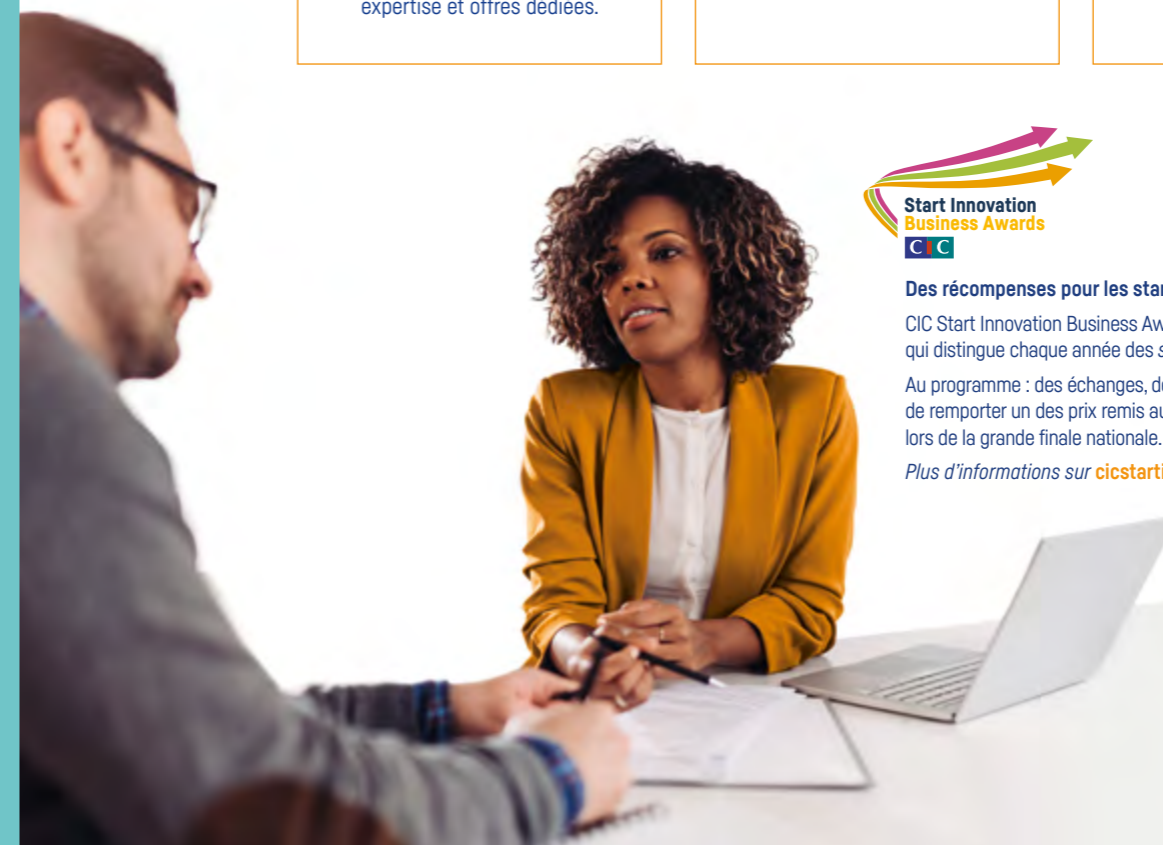 expertise et offres dédiées.
Start Innovation
Business Awards
CIC
Des récompenses pour les star
CIC Start Innovation Business Aw
qui distingue chaque année des s
Au programme : des échanges, de
de remporter un des prix remis au
lors de la grande finale nationale.
Plus d'informations sur cicstarti